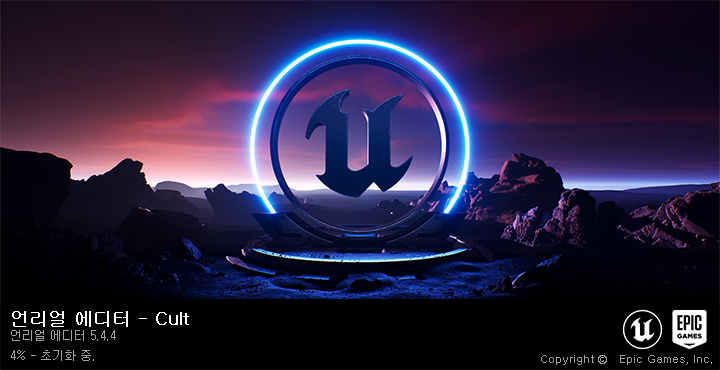 언리얼 에디터 - Cult
언리얼 에디터 5.4.4
4% - 초기화 중.
EPIC
GAMES
Copyright © Epic Games, Inc.